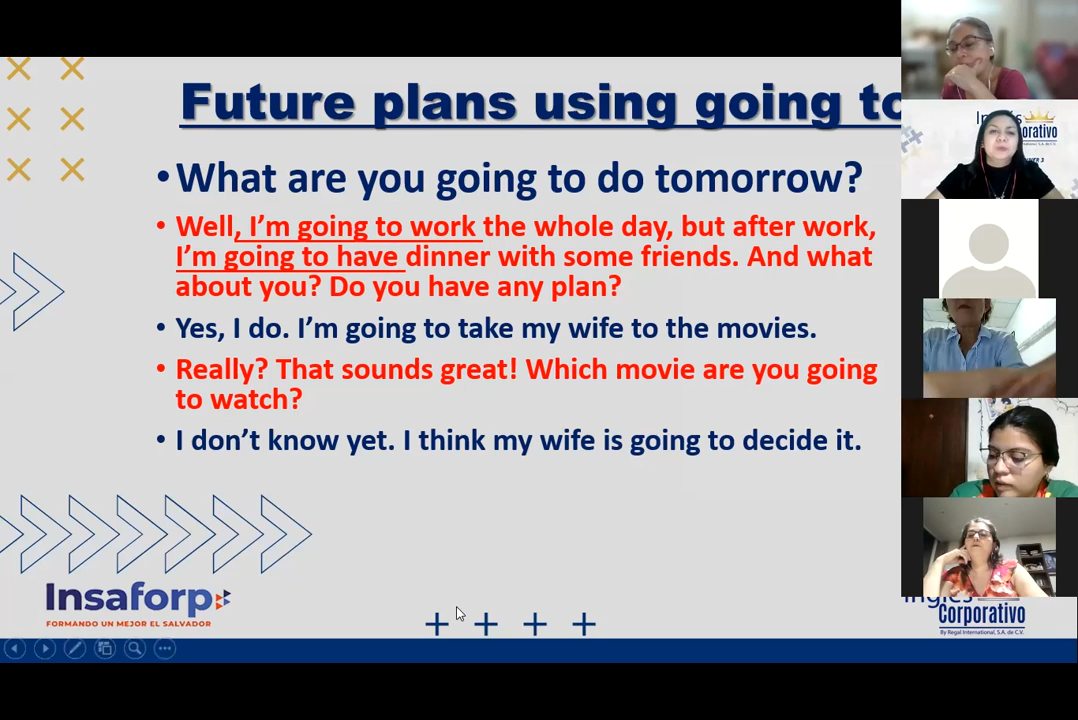 Future plans using going to
• What are you going to do tomorrow?
• Well, I’m going to work the whole day, but after work,
I’m going to have dinner with some friends. And what
about you? Do you have any plan?
• Yes, I do. I’m going to take my wife to the movies.
• Really? That sounds great! Which movie are you going
to watch?
• I don’t know yet. I think my wife is going to decide it.
Insaforp
FORMANDO UN MEJOR EL SALVADOR
Inglés
Corporativo
By Regal International, S.A. de C.V.